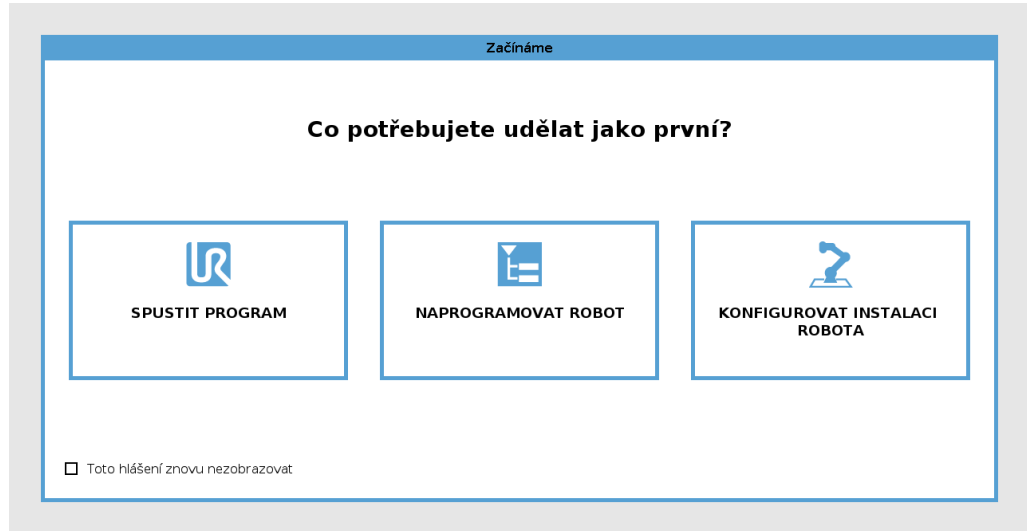 Začínáme
Co potřebujete udělat jako první?
SPUSTIT PROGRAM
NAPROGRAMOVAT ROBOT
KONFIGUROVAT INSTALACI
ROBOTA
Toto hlášení znovu nezobrazovat